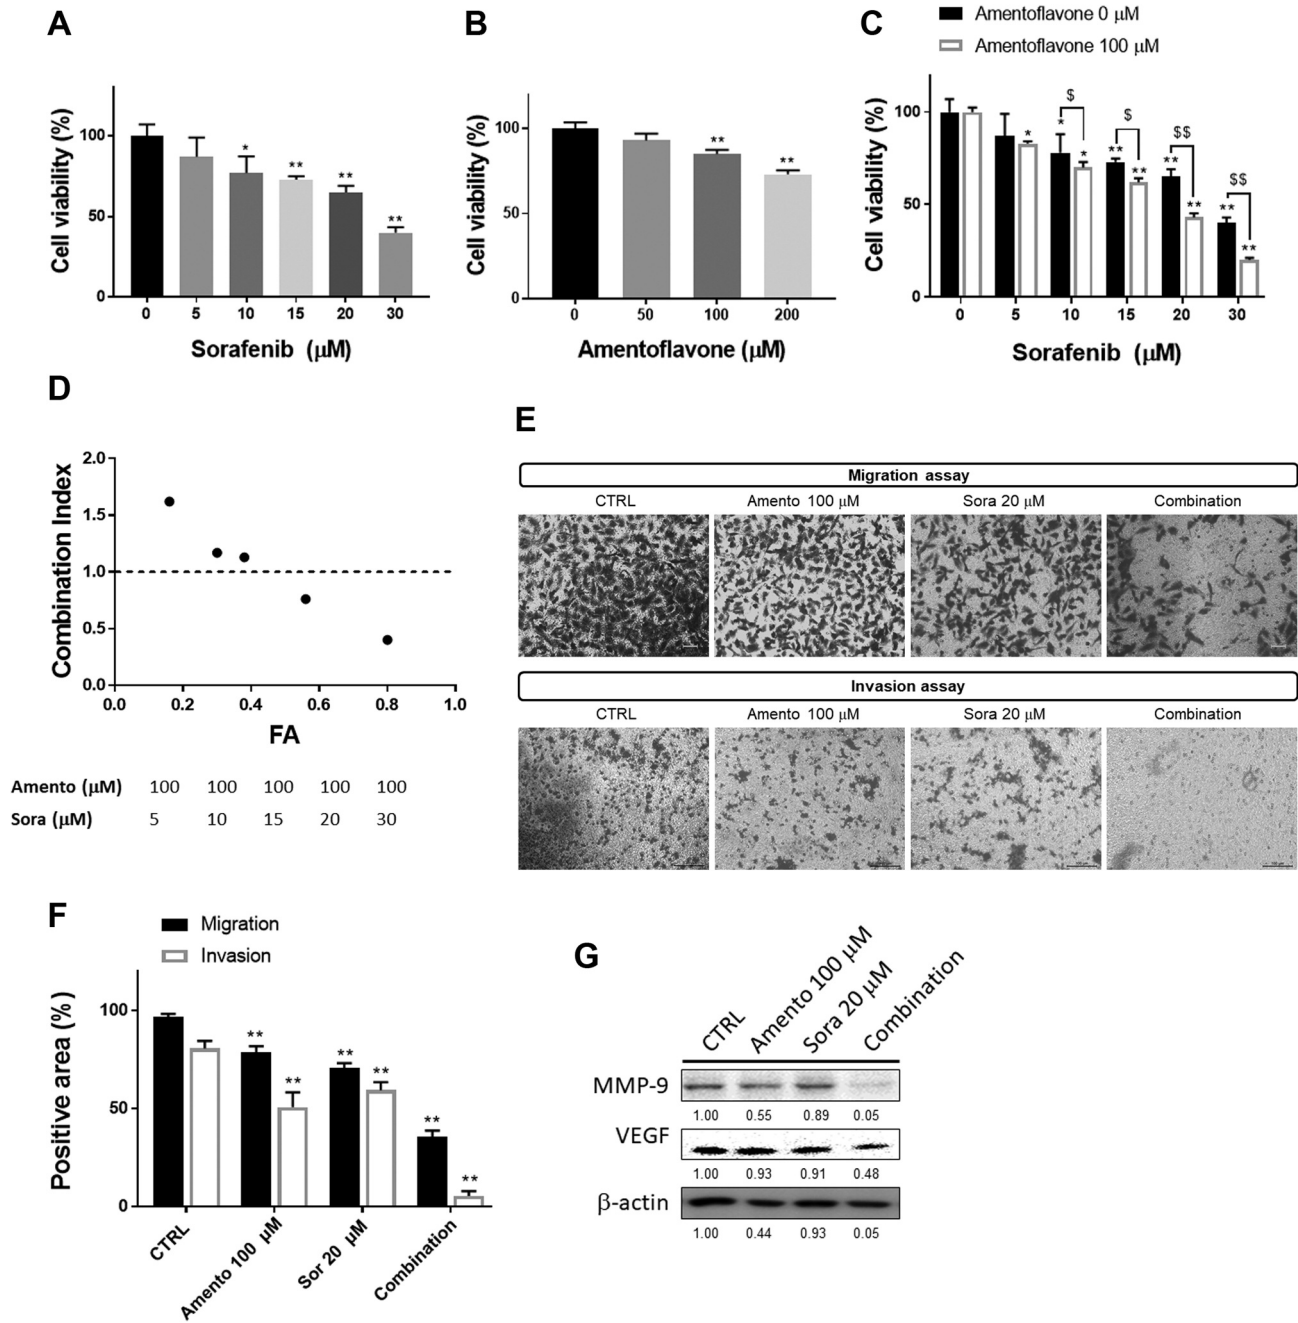 A
Cell viability (%)
100
50
0
* ** ** **
0 5 10 15 20 30
Sorafenib (μM)
B
Cell viability (%)
100
50
0
** **
0 50 100 200
Amentoflavone (μM)
C
Amentoflavone 0 μM
Amentoflavone 100 μM
Cell viability (%)
100
50
0
$ $ $$ $$
* * * ** ** ** ** ** **
0 5 10 15 20 30
Sorafenib (μM)
D
Combination Index
2.0
1.5
1.0
0.5
0.0
0.0 0.2 0.4 0.6 0.8 1.0
FA
Amento (μM) 100 100 100 100 100
Sora (μM) 5 10 15 20 30
E
Migration assay
CTRL Amento 100 μM Sora 20 μM Combination
Invasion assay
CTRL Amento 100 μM Sora 20 μM Combination
F
Migration
Invasion
Positive area (%)
100
50
0
** ** ** ** ** **
CTRL Amento 100 μM Sor 20 μM Combination
G
CTRL Amento 100 μM Sora 20 μM Combination
MMP-9
1.00 0.55 0.89 0.05
VEGF
1.00 0.93 0.91 0.48
β-actin
1.00 0.44 0.93 0.05